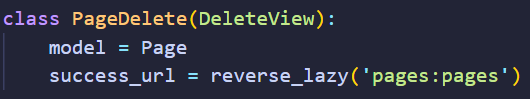 class PageDelete(DeleteView):
    model = Page
    success_url = reverse_lazy('pages:pages')